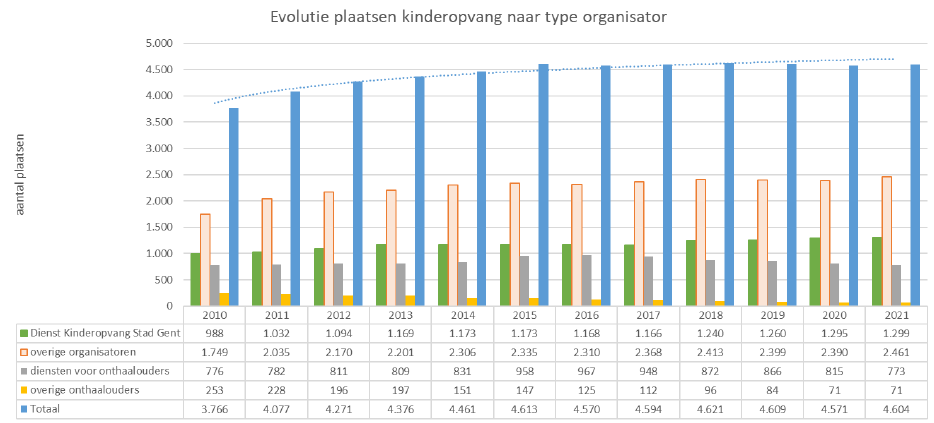 Evolutie plaatsen kinderopvang naar type organisator
aantal plaatsen
5.000
4.500
4.000
3.500
3.000
2.500
2.000
1.500
1.000
500
0
2010 2011 2012 2013 2014 2015 2016 2017 2018 2019 2020 2021
Dienst Kinderopvang Stad Gent 988 1.032 1.094 1.169 1.173 1.173 1.168 1.166 1.240 1.260 1.295 1.299
overige organisatoren 1.749 2.035 2.170 2.201 2.306 2.335 2.310 2.368 2.413 2.399 2.390 2.461
diensten voor onthaalouders 776 782 811 809 831 958 967 948 872 866 815 773
overige onthaalouders 253 228 196 197 151 147 125 112 96 84 71 71
Totaal 3.766 4.077 4.271 4.376 4.461 4.613 4.570 4.594 4.621 4.609 4.571 4.604